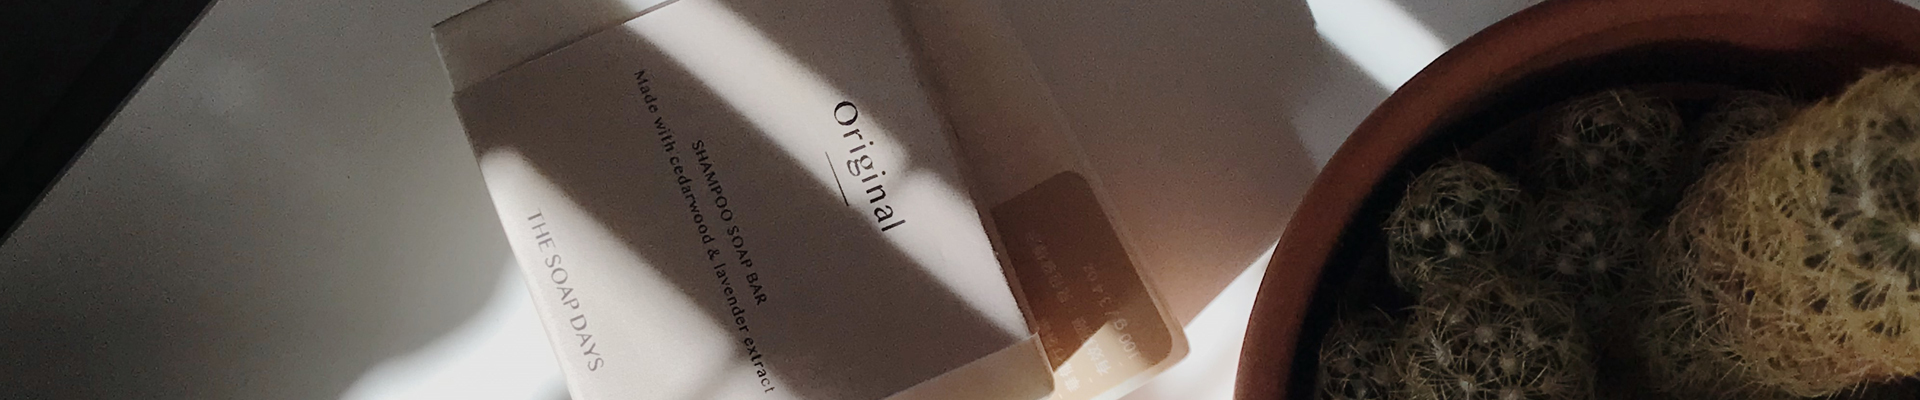 Original
SHAMPOO SOAP BAR
Made with cedarwood & lavender extract
THE SOAP DAYS